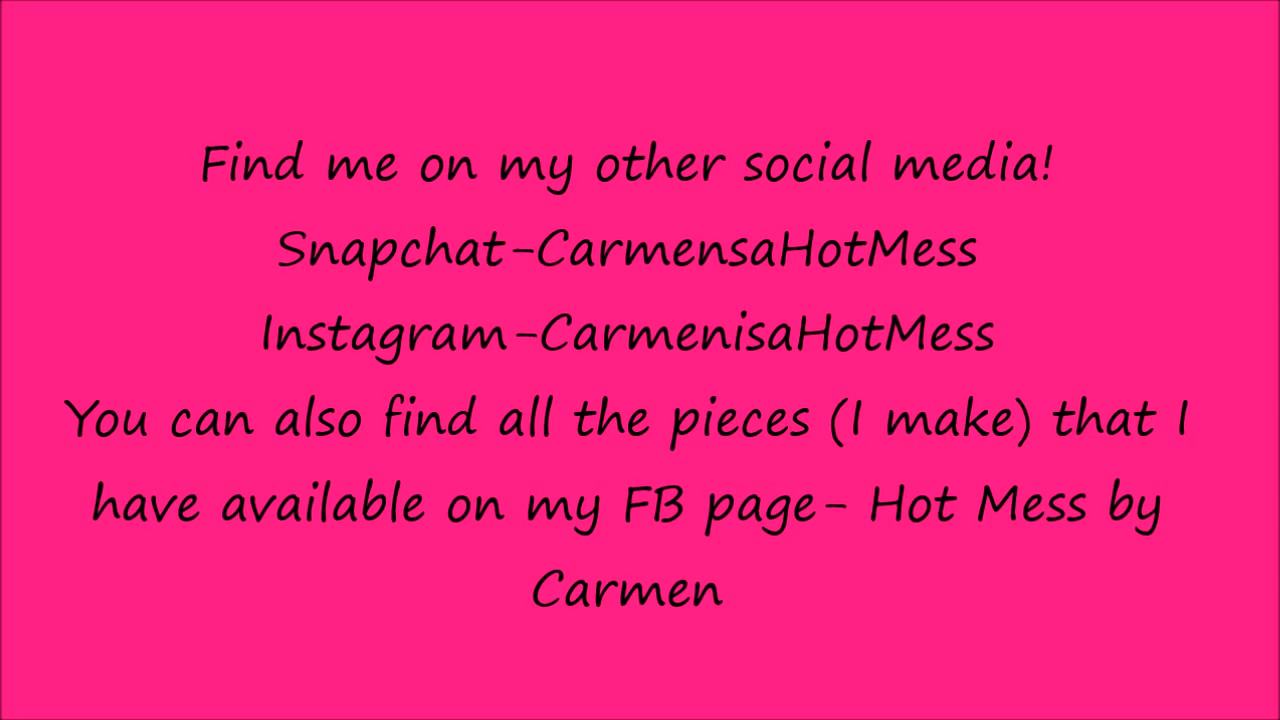 Find me on my other social media!
Snapchat-CarmensaHotMess
Instagram-CarmenisaHotMess
You can also find all the pieces (I make) that I
have available on my FB page- Hot Mess by
Carmen